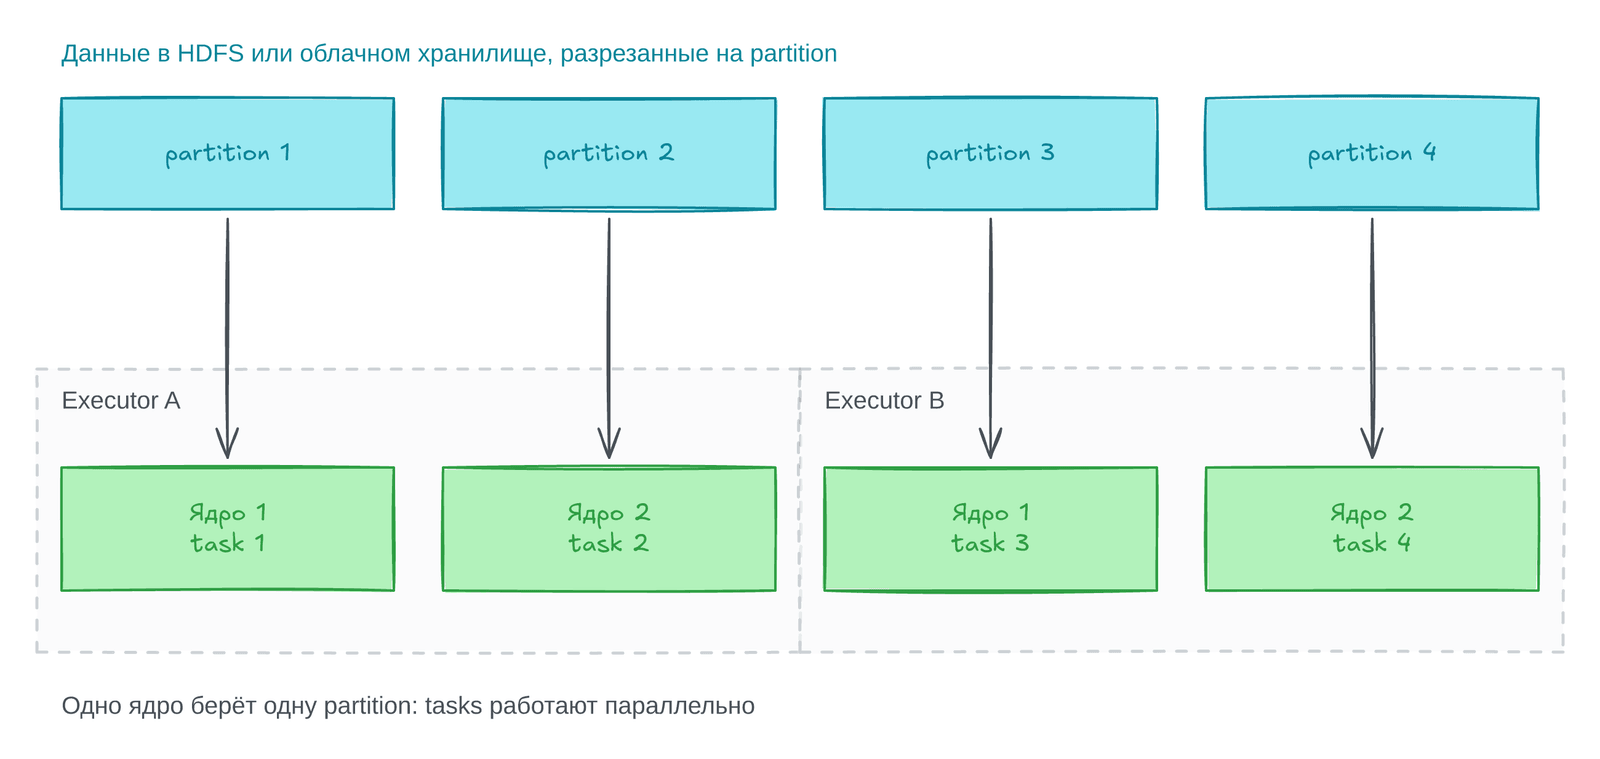 Данные в HDFS или облачном хранилище, разрезанные на partition
partition 1
partition 2
partition 3
partition 4
Executor A
Executor B
Ядро 1
task 1
Ядро 2
task 2
Ядро 1
task 3
Ядро 2
task 4
Одно ядро берёт одну partition: tasks работают параллельно